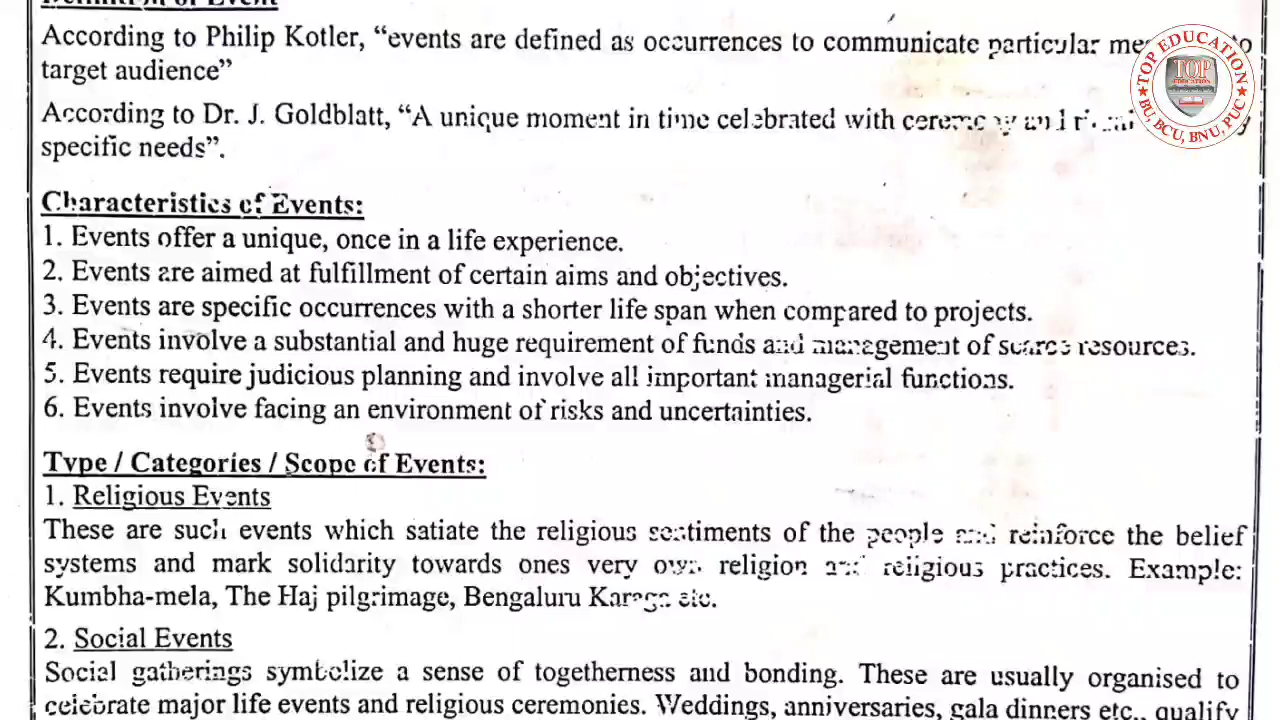 Definition of Event
According to Philip Kotler, “events are defined as occurrences to communicate particular to
target audience”
According to Dr. J. Goldblatt, “A unique moment in time celebrated with ceremony and
specific needs”.
Characteristics of Events:
1. Events offer a unique, once in a life experience.
2. Events are aimed at fulfillment of certain aims and objectives.
3. Events are specific occurrences with a shorter life span when compared to projects.
4. Events involve a substantial and huge requirement of funds and management of scarce resources.
5. Events require judicious planning and involve all important managerial functions.
6. Events involve facing an environment of risks and uncertainties.
Type / Categories / Scope of Events:
1. Religious Events
These are such events which satiate the religious sentiments of the people and reinforce the belief
systems and mark solidarity towards ones very own religion and religious practices. Example:
Kumbha-mela, The Haj pilgrimage, Bengaluru Karaga etc.
2. Social Events
Social gatherings symbolize a sense of togetherness and bonding. These are usually organised to
celebrate major life events and religious ceremonies. Weddings, anniversaries, gala dinners etc., qualify
TOP EDUCATION
TOP
EDUCATION
BU, BCU, BNU, PUC